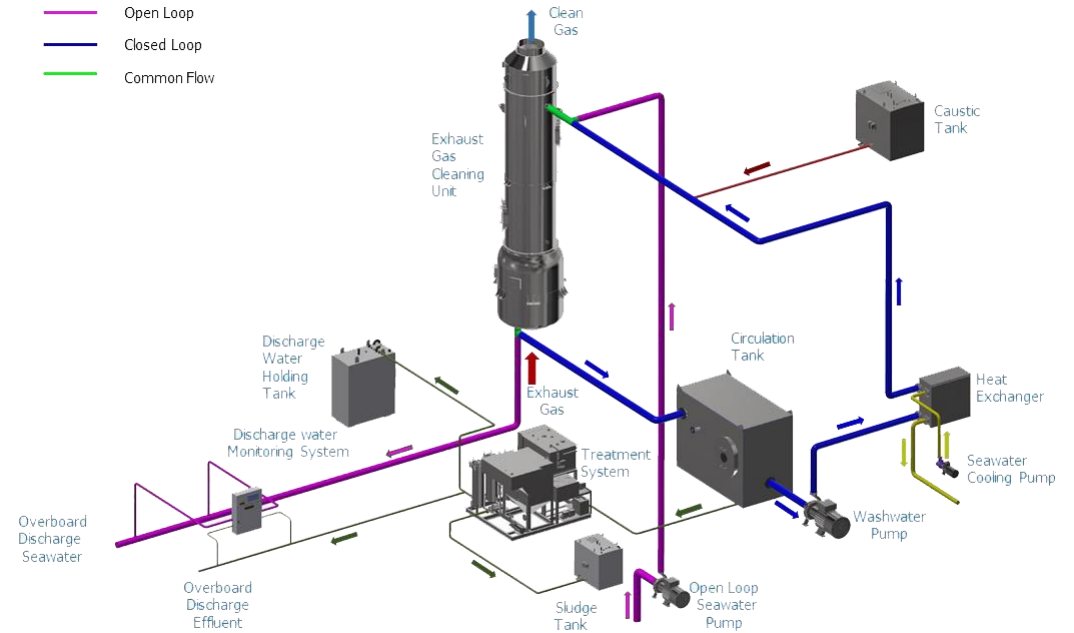 Open Loop
Closed Loop
Common Flow
Clean
Gas
Exhaust
Gas
Cleaning
Unit
Caustic
Tank
Discharge
Water
Holding
Tank
Circulation
Tank
Heat
Exchanger
Exhaust
Gas
Discharge water
Monitoring System
Treatment
System
Seawater
Cooling Pump
Washwater
Pump
Overboard
Discharge
Seawater
Overboard
Discharge
Effluent
Sludge
Tank
Open Loop
Seawater
Pump